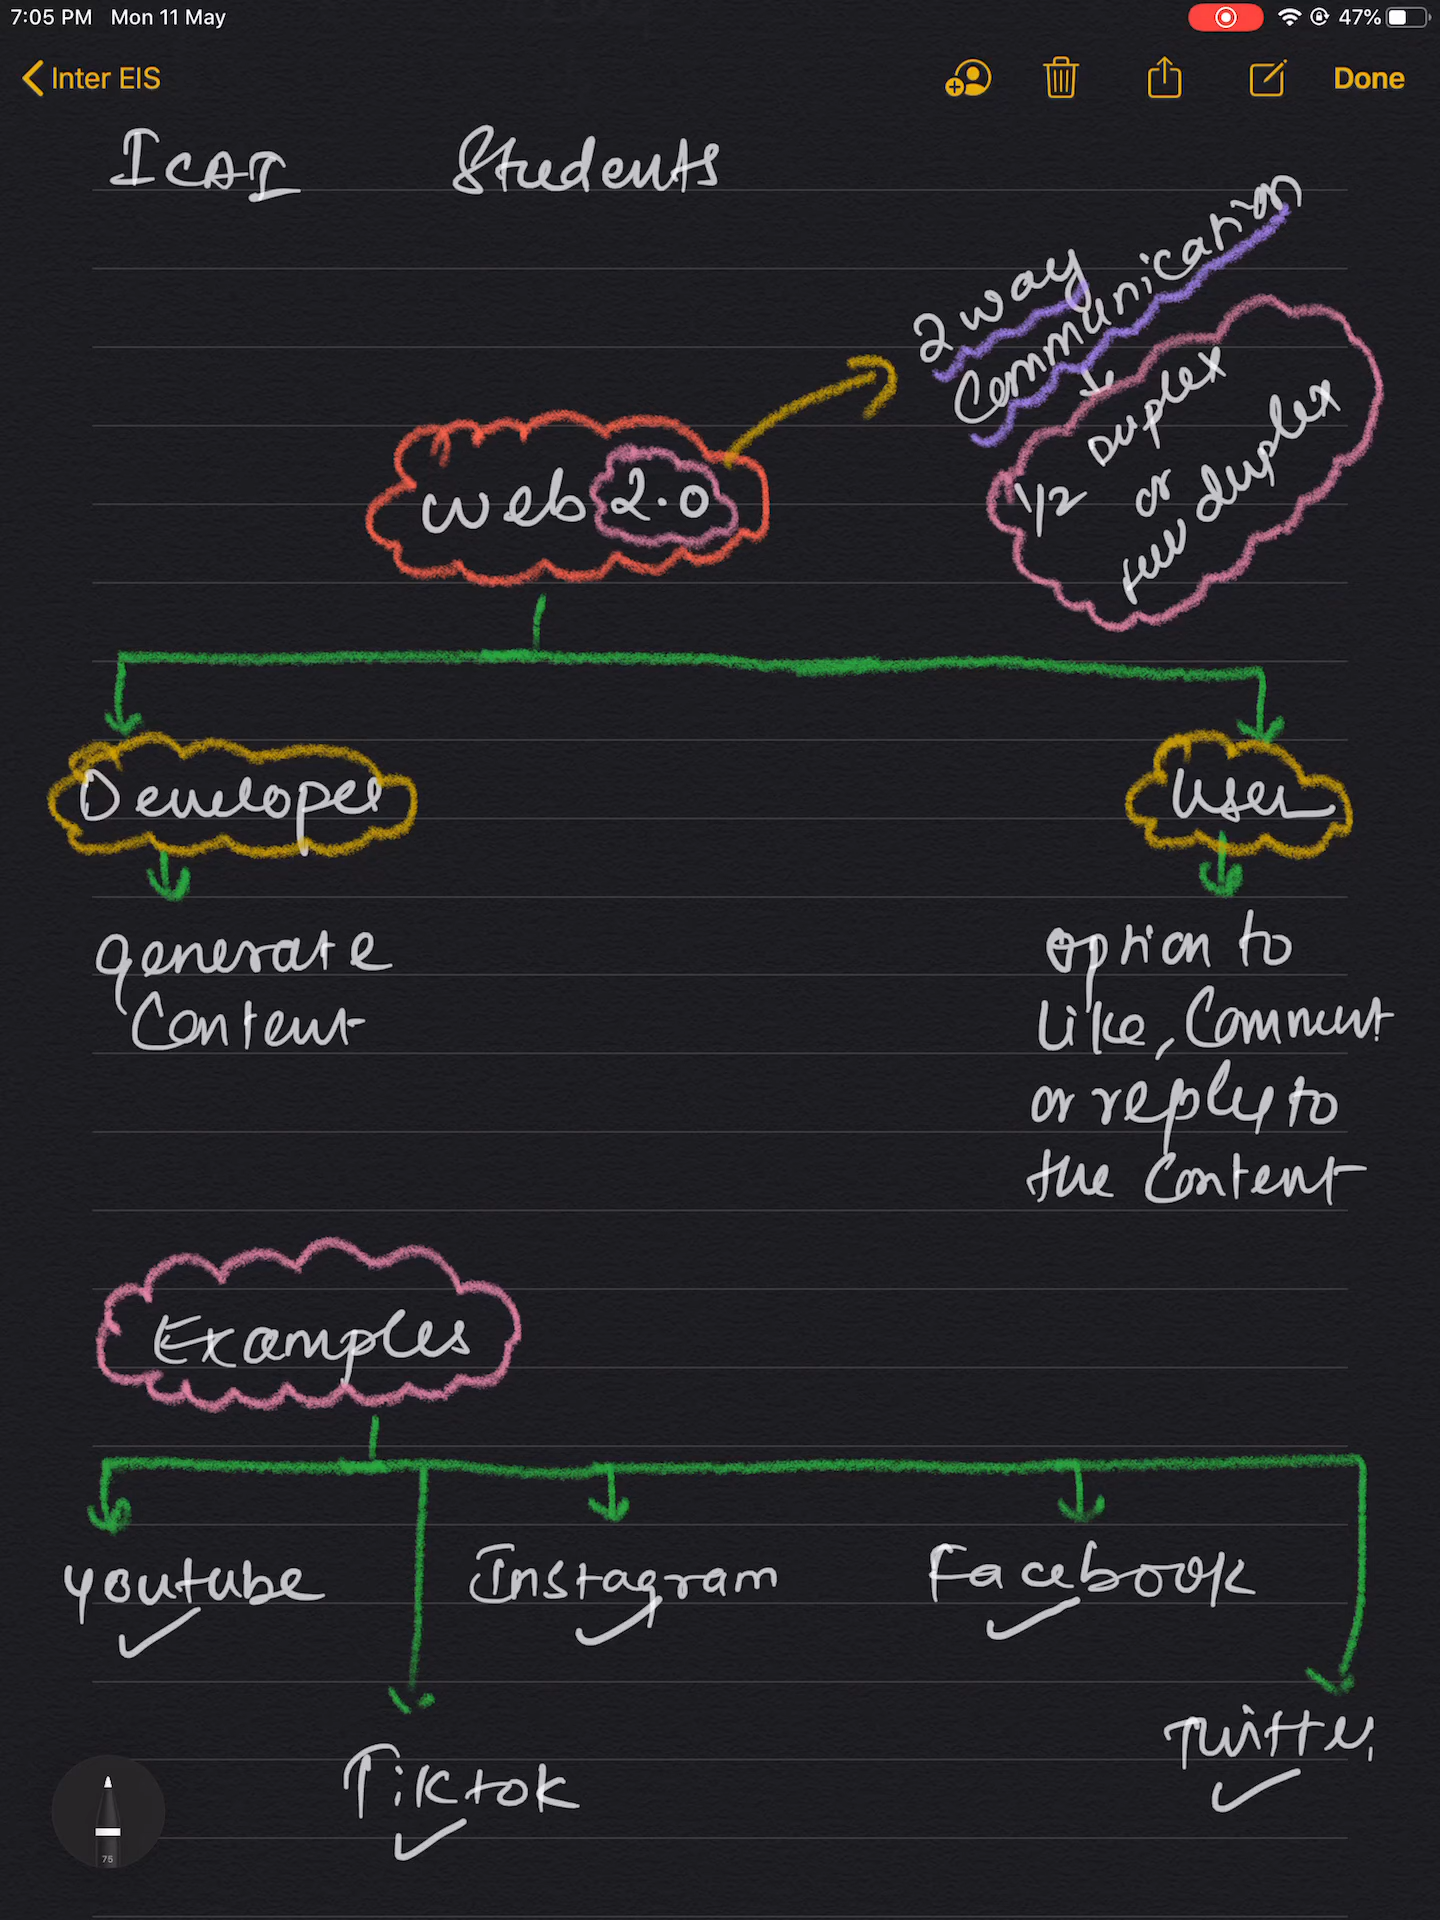 7:05 PM Mon 11 May 47%
Inter EIS Done
ICAI Students
2 way
Communication
1/2 Duplex
or
full duplex
Web 2.0
Developer
User
generate
Content
option to
Like, Comment
or reply to
the Content
Examples
Youtube
Instagram
Facebook
Tiktok
Twitter
75